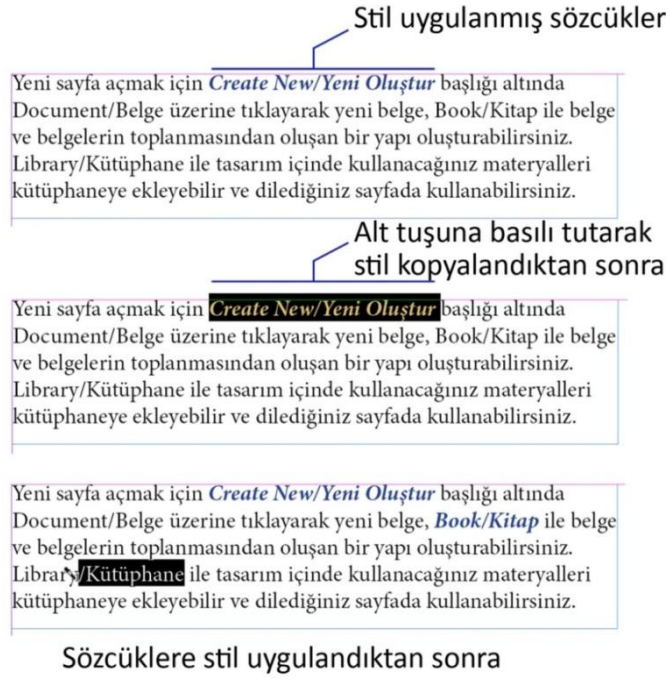 Stil uygulanmış sözcükler
Yeni sayfa açmak için Create New/Yeni Oluştur başlığı altında
Document/Belge üzerine tıklayarak yeni belge, Book/Kitap ile belge
ve belgelerin toplanmasından oluşan bir yapı oluşturabilirsiniz.
Library/Kütüphane ile tasarım içinde kullanacağınız materyalleri
kütüphaneye ekleyebilir ve dilediğiniz sayfada kullanabilirsiniz.
Alt tuşuna basılı tutarak
stil kopyalandıktan sonra
Yeni sayfa açmak için Create New/Yeni Oluştur başlığı altında
Document/Belge üzerine tıklayarak yeni belge, Book/Kitap ile belge
ve belgelerin toplanmasından oluşan bir yapı oluşturabilirsiniz.
Library/Kütüphane ile tasarım içinde kullanacağınız materyalleri
kütüphaneye ekleyebilir ve dilediğiniz sayfada kullanabilirsiniz.
Yeni sayfa açmak için Create New/Yeni Oluştur başlığı altında
Document/Belge üzerine tıklayarak yeni belge, Book/Kitap ile belge
ve belgelerin toplanmasından oluşan bir yapı oluşturabilirsiniz.
Library/Kütüphane ile tasarım içinde kullanacağınız materyalleri
kütüphaneye ekleyebilir ve dilediğiniz sayfada kullanabilirsiniz.
Sözcüklere stil uygulandıktan sonra